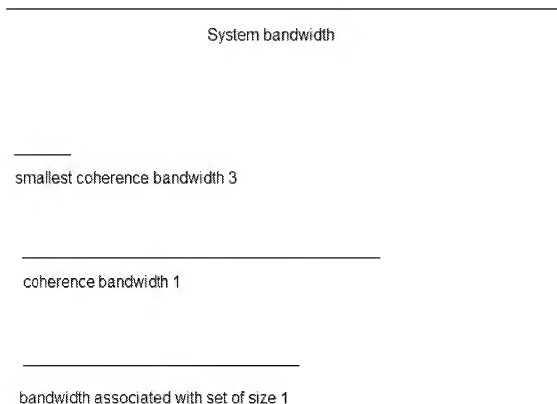 System bandwidth
smallest coherence bandwidth 3
coherence bandwidth 1
bandwidth associated with set of size 1